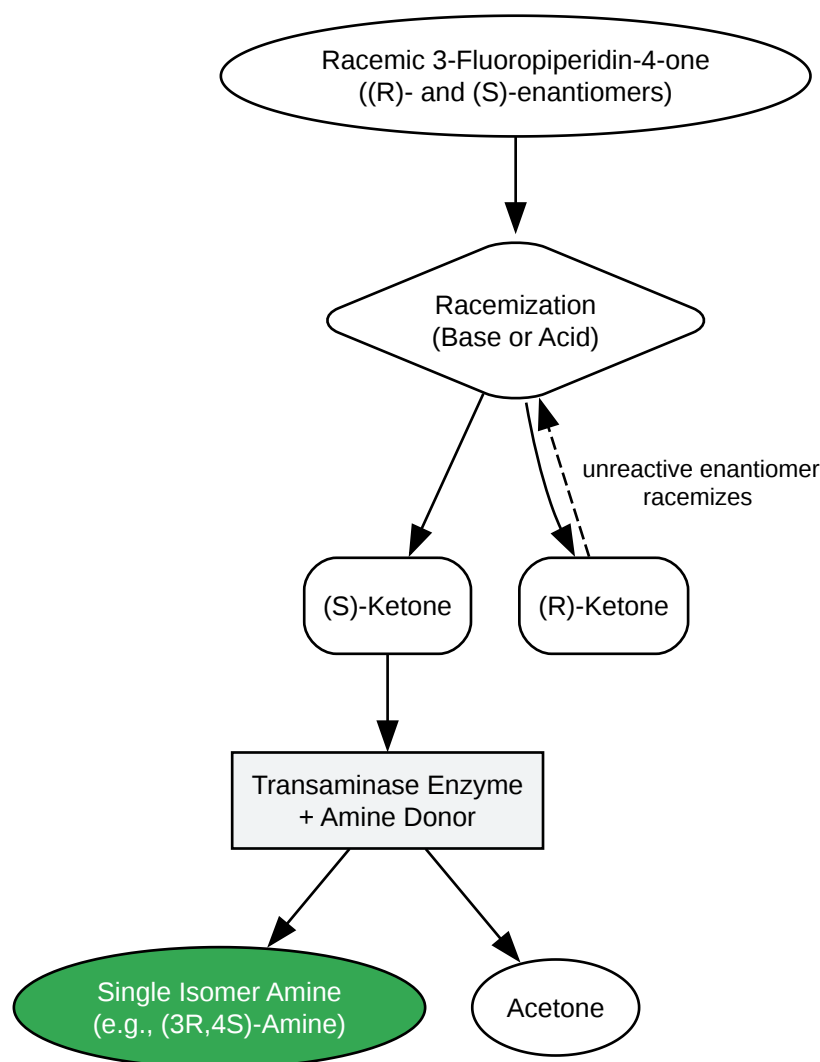 Racemic 3-Fluoropiperidin-4-one
((R)- and (S)-enantiomers)
Racemization
(Base or Acid)
unreactive enantiomer
racemizes
(S)-Ketone
(R)-Ketone
Transaminase Enzyme
+ Amine Donor
Single Isomer Amine
(e.g., (3R,4S)-Amine)
Acetone